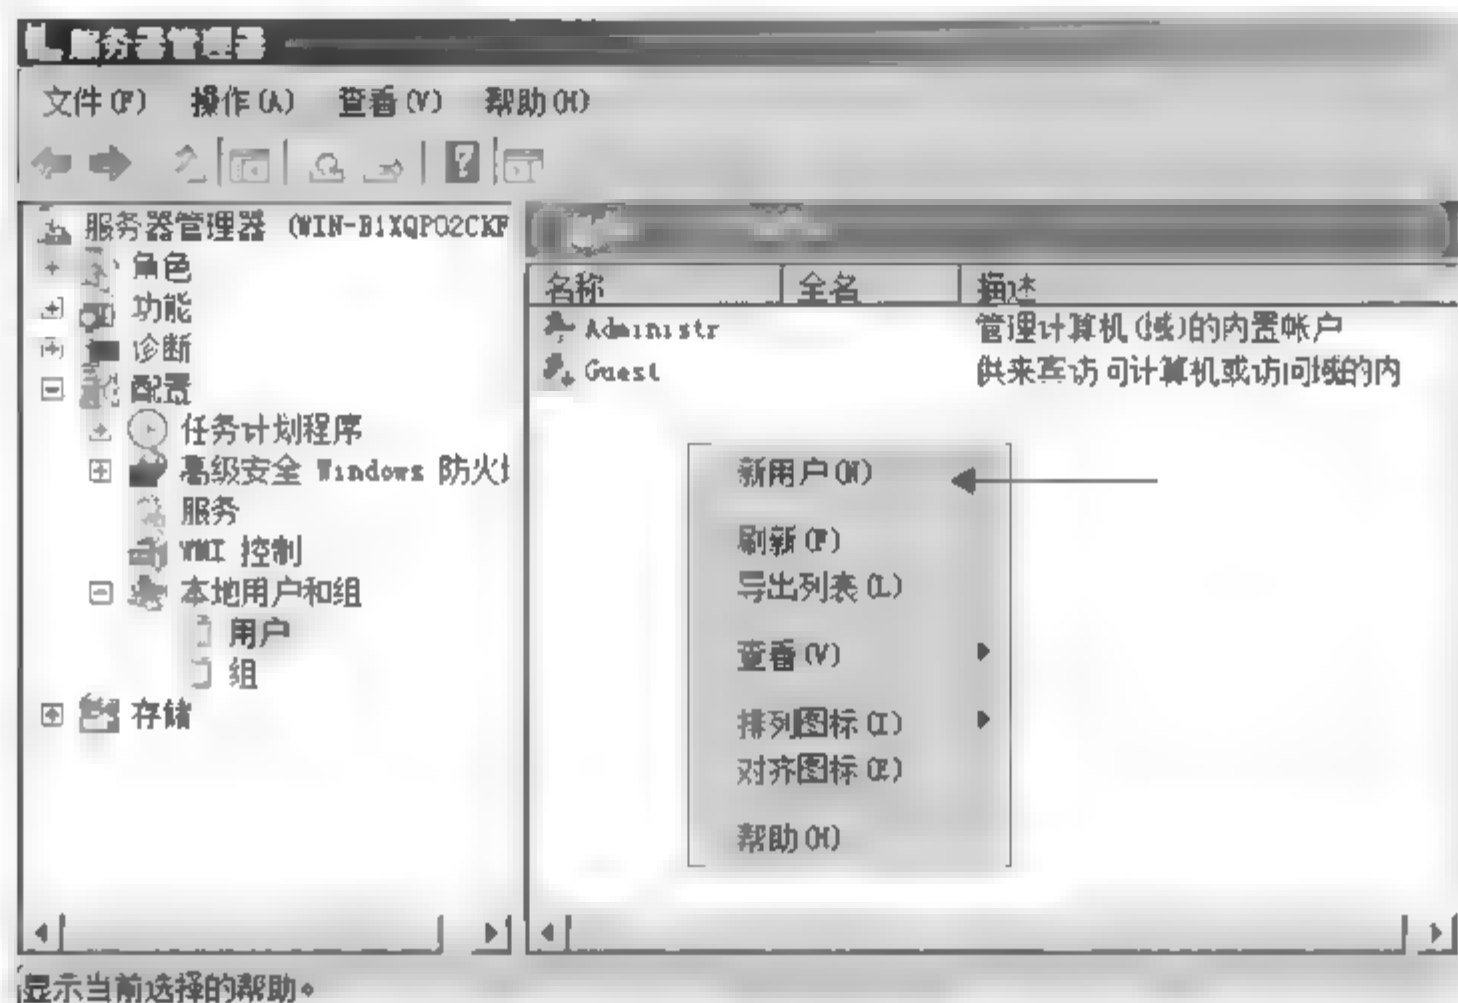 服务器管理器
文件(F) 操作(A) 查看(V) 帮助(H)
服务器管理器 (WIN-B1XQPO2CKF
角色
功能
诊断
配置
任务计划程序
高级安全 Windows 防火
服务
WMI 控制
本地用户和组
用户
组
存储
名称 全名 描述
Administr 管理计算机(域)的内置帐户
Guest 供来宾访问计算机或访问域的内
新用户(N)
刷新(F)
导出列表(L)
查看(V)
排列图标(I)
对齐图标(E)
帮助(H)
显示当前选择的帮助。